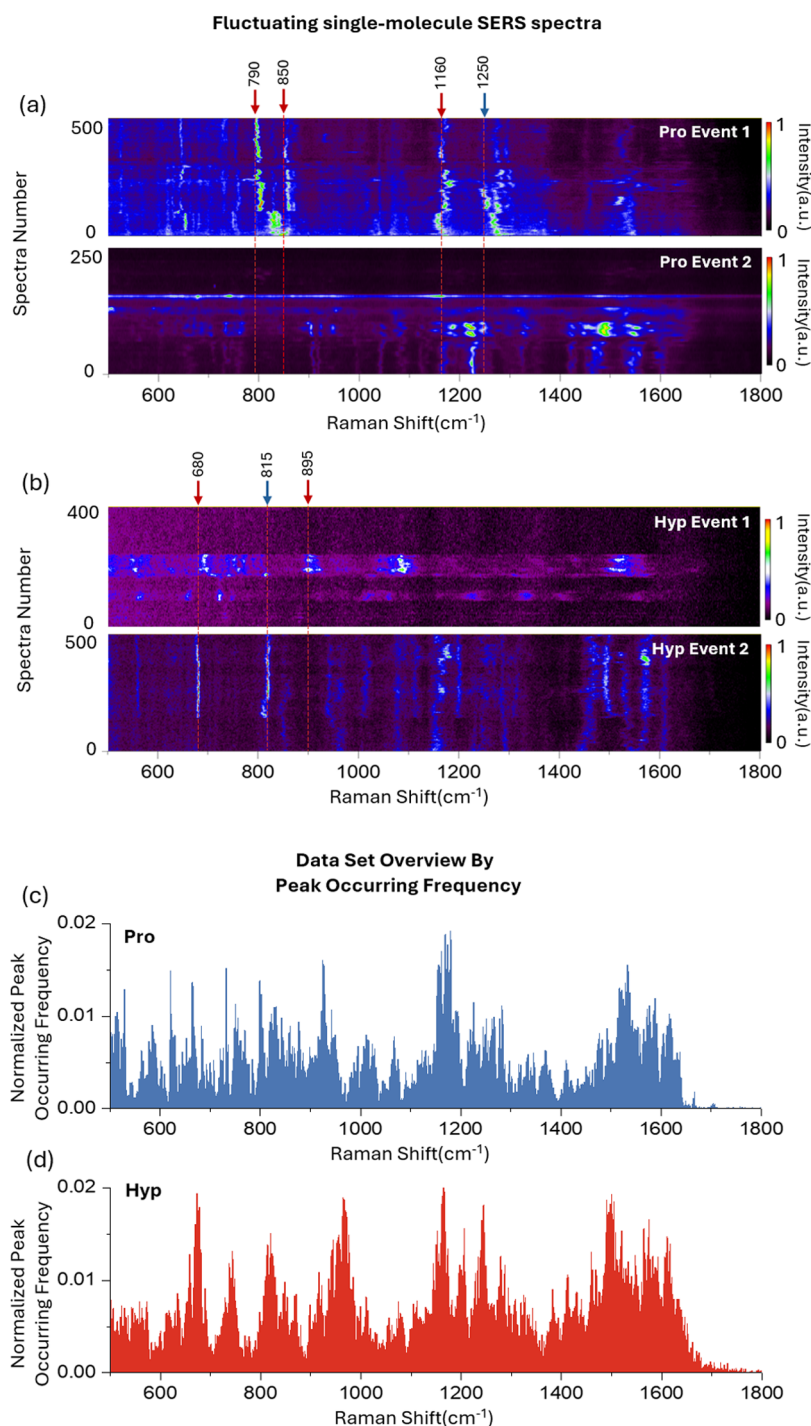 Fluctuating single-molecule SERS spectra
790
850
1160
1250
(a)
500
Pro Event 1
0
1
0
Intensity(a.u.)
Spectra Number
250
Pro Event 2
0
1
0
Intensity(a.u.)
600 800 1000 1200 1400 1600 1800
Raman Shift(cm-1)
680
815
895
(b)
400
Hyp Event 1
0
1
0
Intensity(a.u.)
Spectra Number
500
Hyp Event 2
0
1
0
Intensity(a.u.)
600 800 1000 1200 1400 1600 1800
Raman Shift(cm-1)
Data Set Overview By
Peak Occurring Frequency
(c)
0.02
Pro
0.01
0.00
Normalized Peak
Occurring Frequency
600 800 1000 1200 1400 1600 1800
Raman Shift(cm-1)
(d)
0.02
Hyp
0.01
0.00
Normalized Peak
Occurring Frequency
600 800 1000 1200 1400 1600 1800
Raman Shift(cm-1)